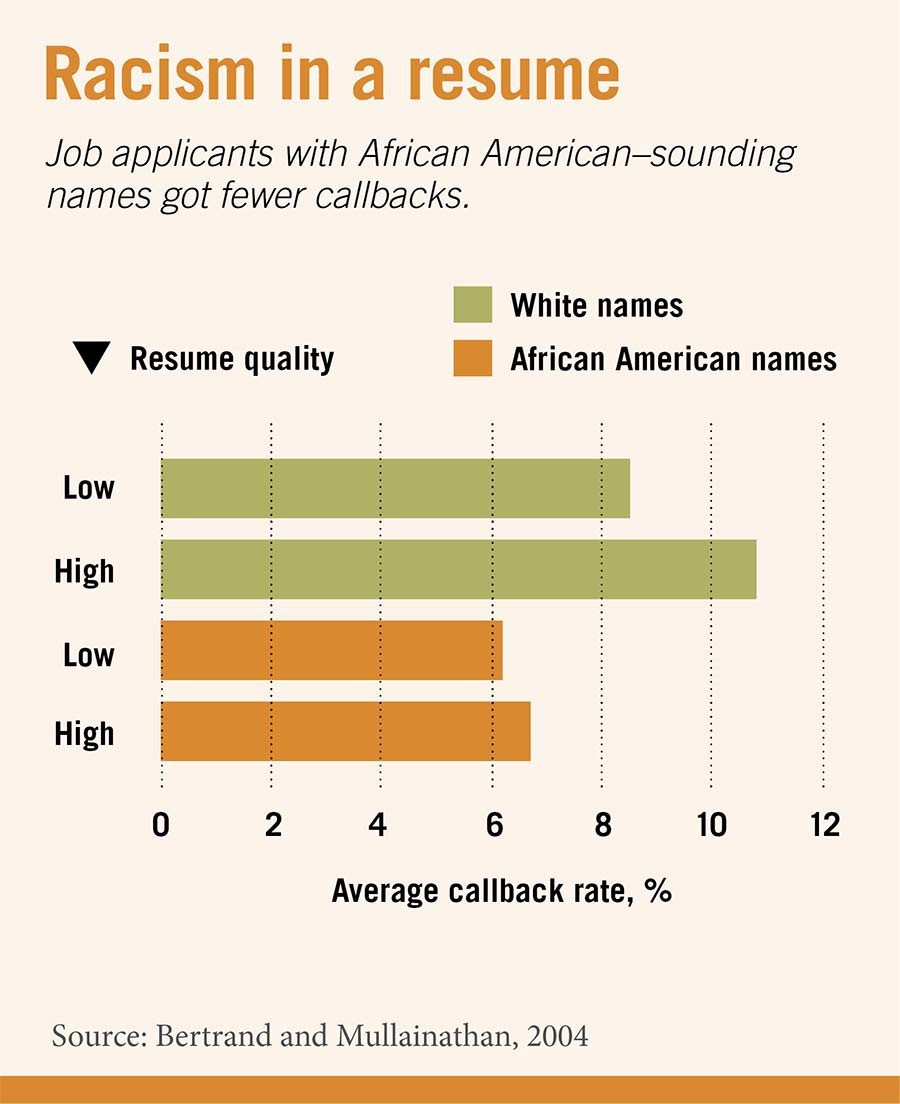 Racism in a resume
Job applicants with African American–sounding
names got fewer callbacks.
White names
Resume quality
African American names
Low
High
Low
High
0 2 4 6 8 10 12
Average callback rate, %
Source: Bertrand and Mullainathan, 2004